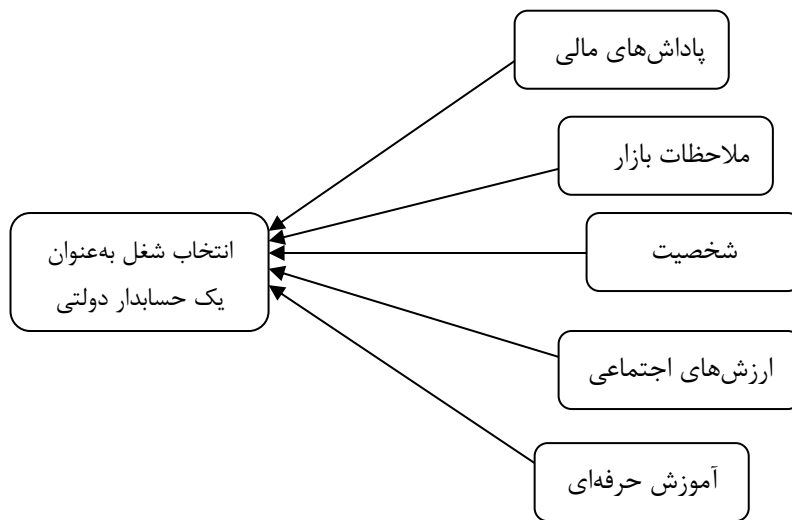 پاداش‌های مالی
ملاحظات بازار
شخصیت
انتخاب شغل به‌عنوان
یک حسابدار دولتی
ارزش‌های اجتماعی
آموزش حرفه‌ای